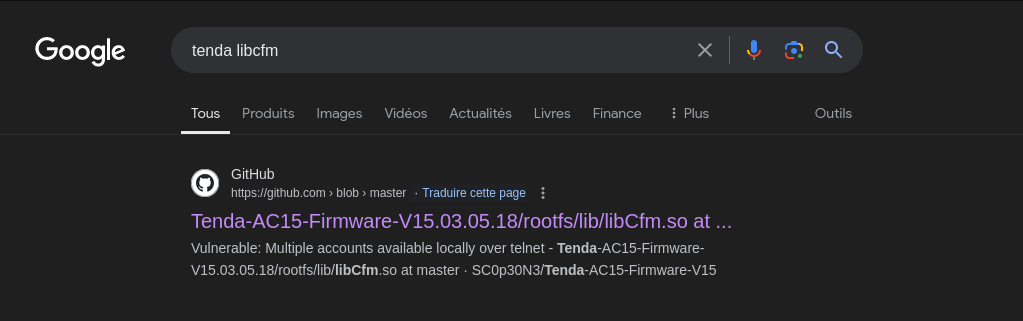 Google
tenda libcfm
Tous Produits Images Vidéos Actualités Livres Finance Plus Outils
GitHub
https://github.com › blob › master · Traduire cette page
Tenda-AC15-Firmware-V15.03.05.18/rootfs/lib/libCfm.so at ...
Vulnerable: Multiple accounts available locally over telnet - Tenda-AC15-Firmware-
V15.03.05.18/rootfs/lib/libCfm.so at master · SC0p30N3/Tenda-AC15-Firmware-V15